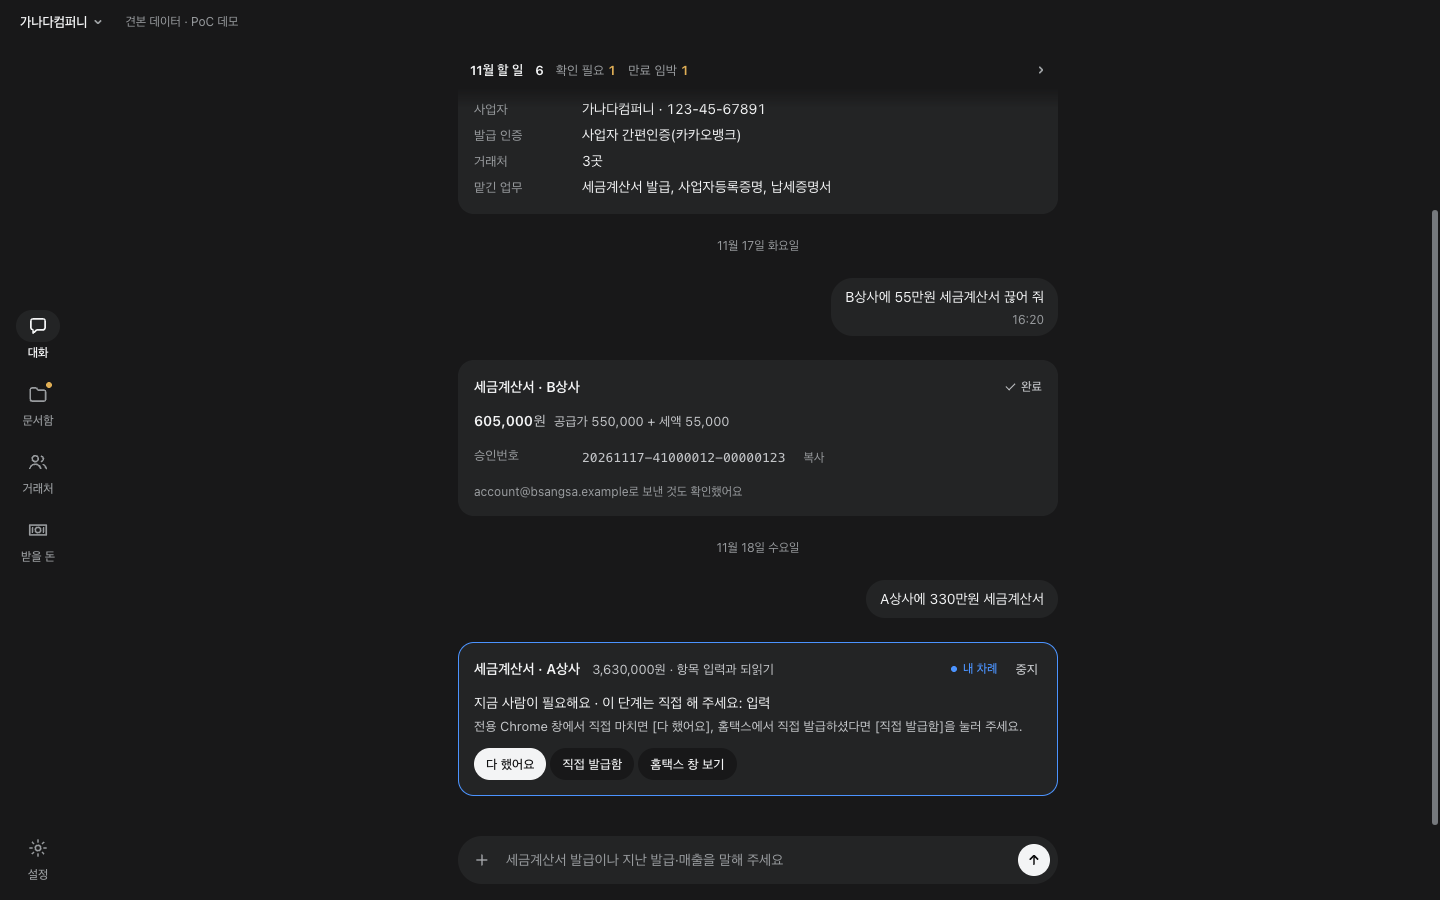 가나다컴퍼니
견본 데이터 · PoC 데모
11월 할 일 6 확인 필요 1 만료 임박 1
사업자 가나다컴퍼니 · 123-45-67891
발급 인증 사업자 간편인증(카카오뱅크)
거래처 3곳
맡긴 업무 세금계산서 발급, 사업자등록증명, 납세증명서
11월 17일 화요일
B상사에 55만원 세금계산서 끊어 줘
16:20
세금계산서 · B상사 완료
605,000원 공급가 550,000 + 세액 55,000
승인번호 20261117-41000012-00000123 복사
account@bsangsa.example로 보낸 것도 확인했어요
11월 18일 수요일
A상사에 330만원 세금계산서
세금계산서 · A상사 3,630,000원 · 항목 입력과 되읽기 내 차례 중지
지금 사람이 필요해요 · 이 단계는 직접 해 주세요: 입력
전용 Chrome 창에서 직접 마치면 [다 했어요], 홈택스에서 직접 발급하셨다면 [직접 발급함]을 눌러 주세요.
다 했어요 직접 발급함 홈택스 창 보기
세금계산서 발급이나 지난 발급·매출을 말해 주세요
대화
문서함
거래처
받을 돈
설정